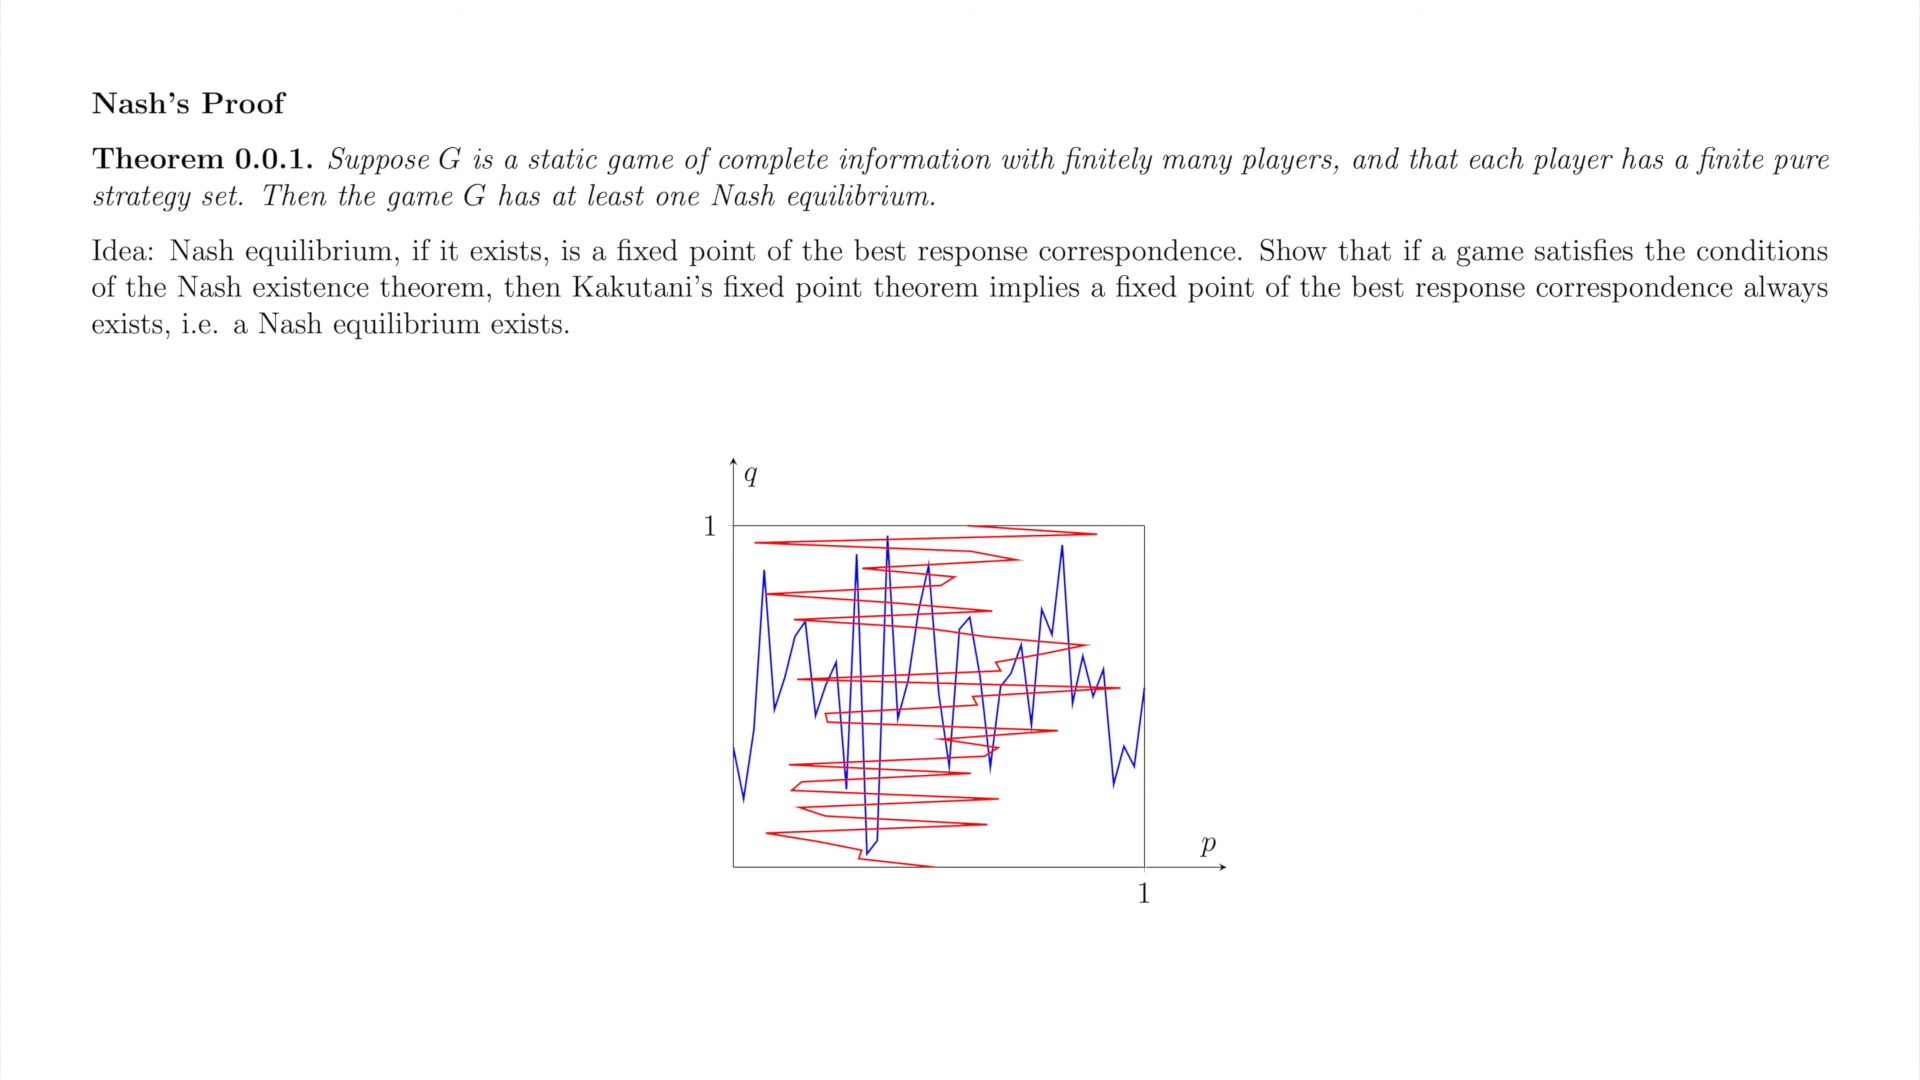 Nash's Proof
Theorem 0.0.1. Suppose G is a static game of complete information with finitely many players, and that each player has a finite pure
strategy set. Then the game G has at least one Nash equilibrium.
Idea: Nash equilibrium, if it exists, is a fixed point of the best response correspondence. Show that if a game satisfies the conditions
of the Nash existence theorem, then Kakutani's fixed point theorem implies a fixed point of the best response correspondence always
exists, i.e. a Nash equilibrium exists.
q
1
p
1